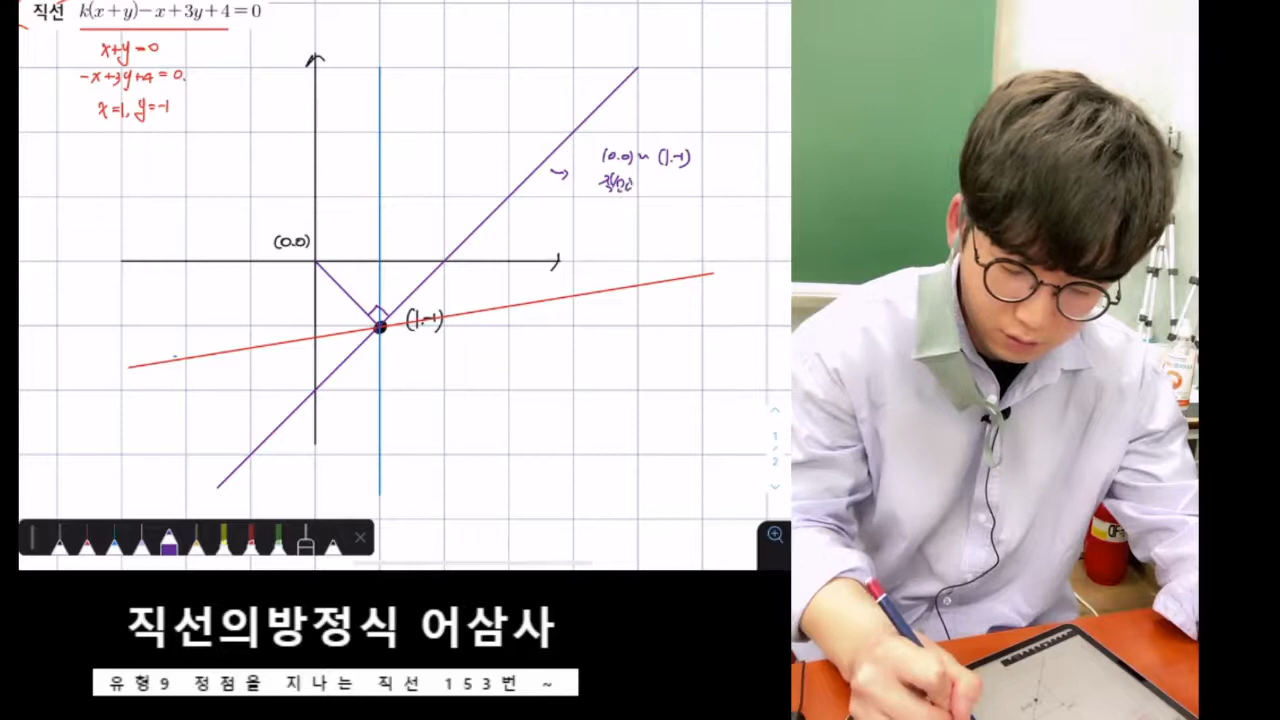 직선 k(x+y)-x+3y+4=0
x+y=0
-x+3y+4=0.
x=1, y=-1
(0.0) ~ (1.-1)
(0.0)
(1.-1)
1
2
직선의방정식 어삼사
유형9 정점을 지나는 직선 153번 ~